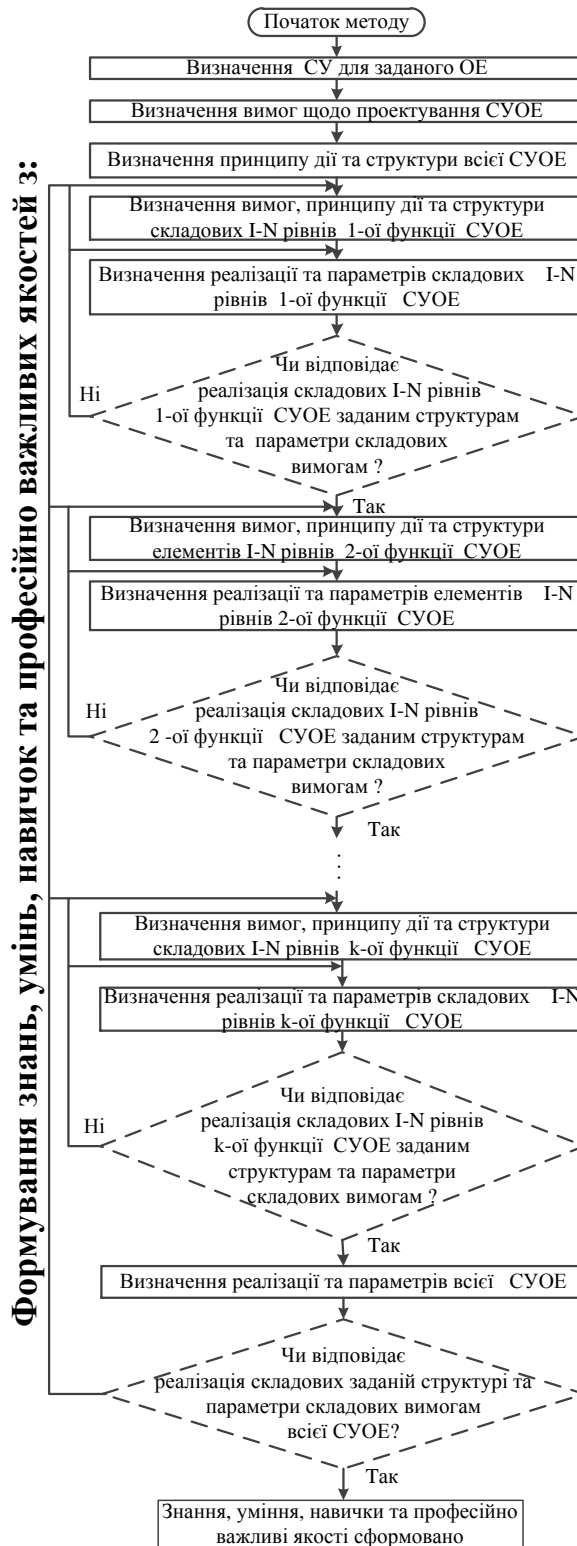 Формування знань, умінь, навичок та професійно важливих якостей з:
Початок методу
Визначення СУ для заданого ОЕ
Визначення вимог щодо проектування СУОЕ
Визначення принципу дії та структури всієї СУОЕ
Визначення вимог, принципу дії та структури
складових I-N рівнів 1-ої функції СУОЕ
Визначення реалізації та параметрів складових I-N
рівнів 1-ої функції СУОЕ
Чи відповідає
реалізація складових I-N рівнів
1-ої функції СУОЕ заданим структурам
та параметри складових
вимогам ?
Ні
Так
Визначення вимог, принципу дії та структури
елементів I-N рівнів 2-ої функції СУОЕ
Визначення реалізації та параметрів елементів I-N
рівнів 2-ої функції СУОЕ
Чи відповідає
реалізація складових I-N рівнів
2 -ої функції СУОЕ заданим структурам
та параметри складових
вимогам ?
Ні
Так
Визначення вимог, принципу дії та структури
складових I-N рівнів k-ої функції СУОЕ
Визначення реалізації та параметрів складових I-N
рівнів k-ої функції СУОЕ
Чи відповідає
реалізація складових I-N рівнів
k-ої функції СУОЕ заданим
структурам та параметри
складових вимогам ?
Ні
Так
Визначення реалізації та параметрів всієї СУОЕ
Чи відповідає
реалізація складових заданій структурі та
параметри складових вимогам
всієї СУОЕ?
Так
Знання, уміння, навички та професійно
важливі якості сформовано